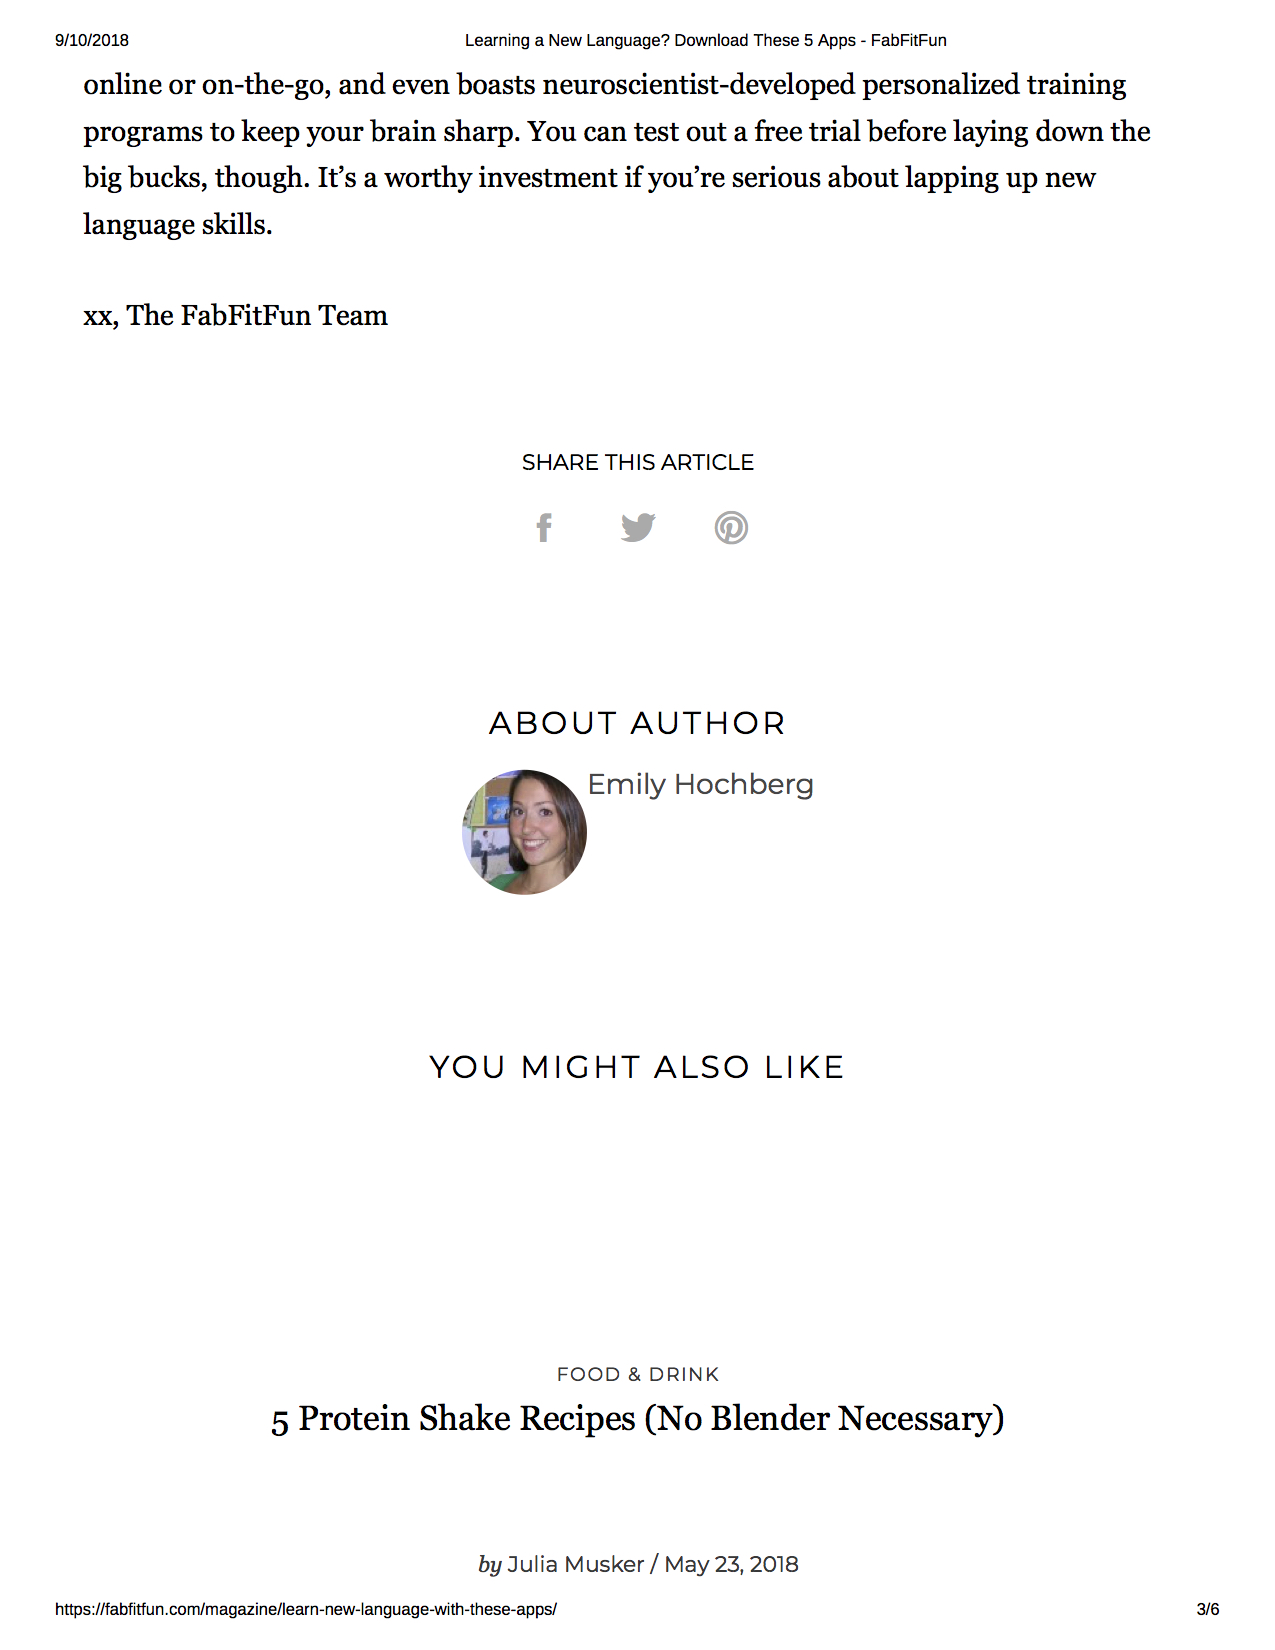 9/10/2018 Learning a New Language? Download These 5 Apps - FabFitFun
online or on-the-go, and even boasts neuroscientist-developed personalized training
programs to keep your brain sharp. You can test out a free trial before laying down the
big bucks, though. It’s a worthy investment if you’re serious about lapping up new
language skills.
xx, The FabFitFun Team
SHARE THIS ARTICLE
ABOUT AUTHOR
Emily Hochberg
YOU MIGHT ALSO LIKE
FOOD & DRINK
5 Protein Shake Recipes (No Blender Necessary)
by Julia Musker / May 23, 2018
https://fabfitfun.com/magazine/learn-new-language-with-these-apps/ 3/6